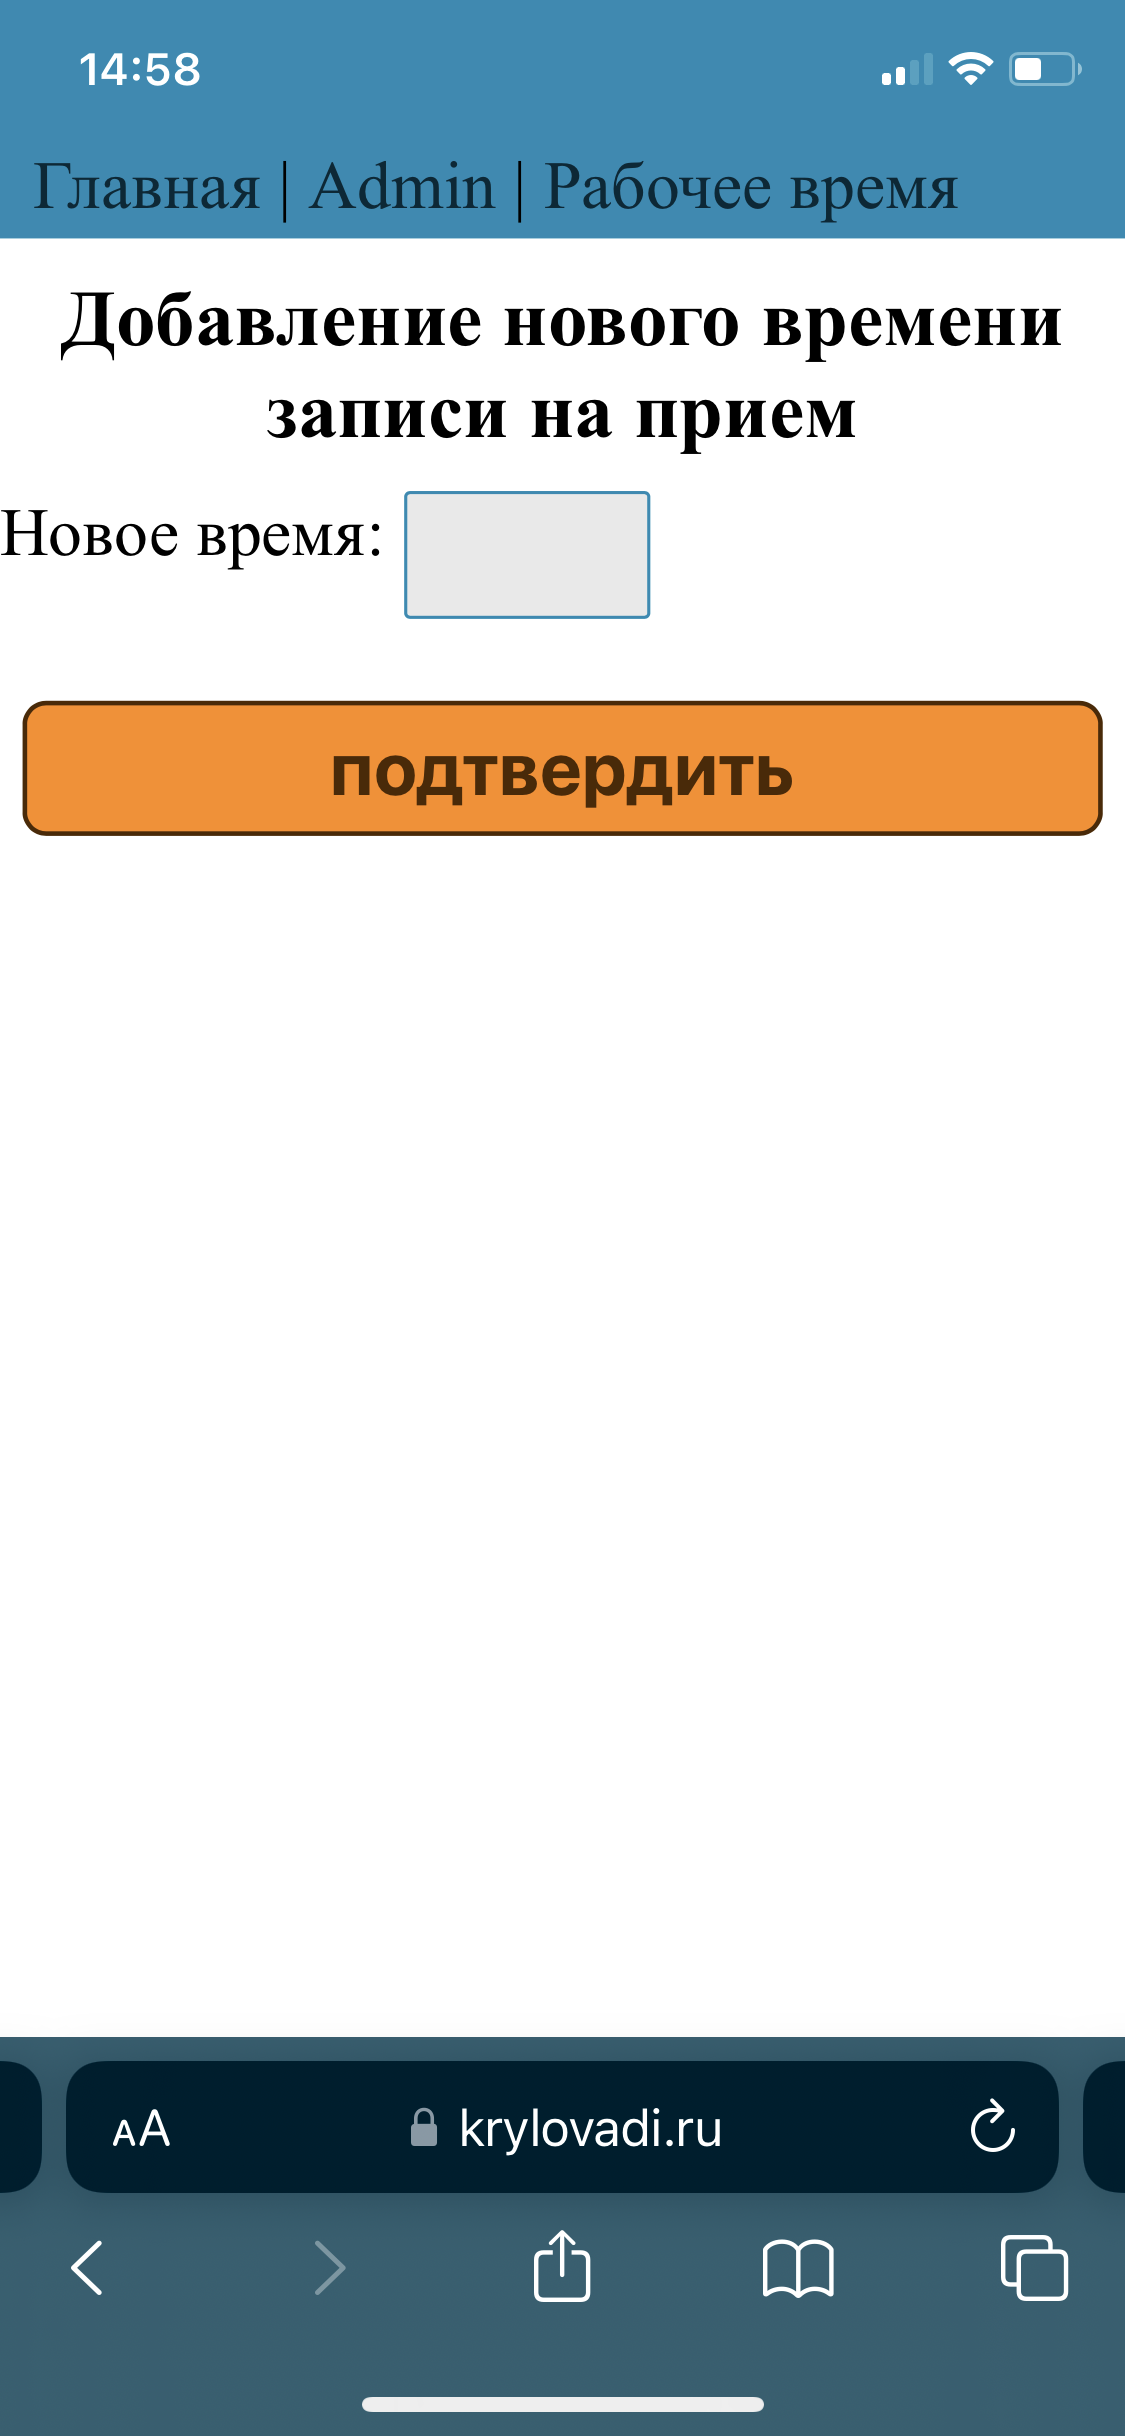 14:58
Главная | Admin | Рабочее время
Добавление нового времени
записи на прием
Новое время:
подтвердить
AA krylovadi.ru